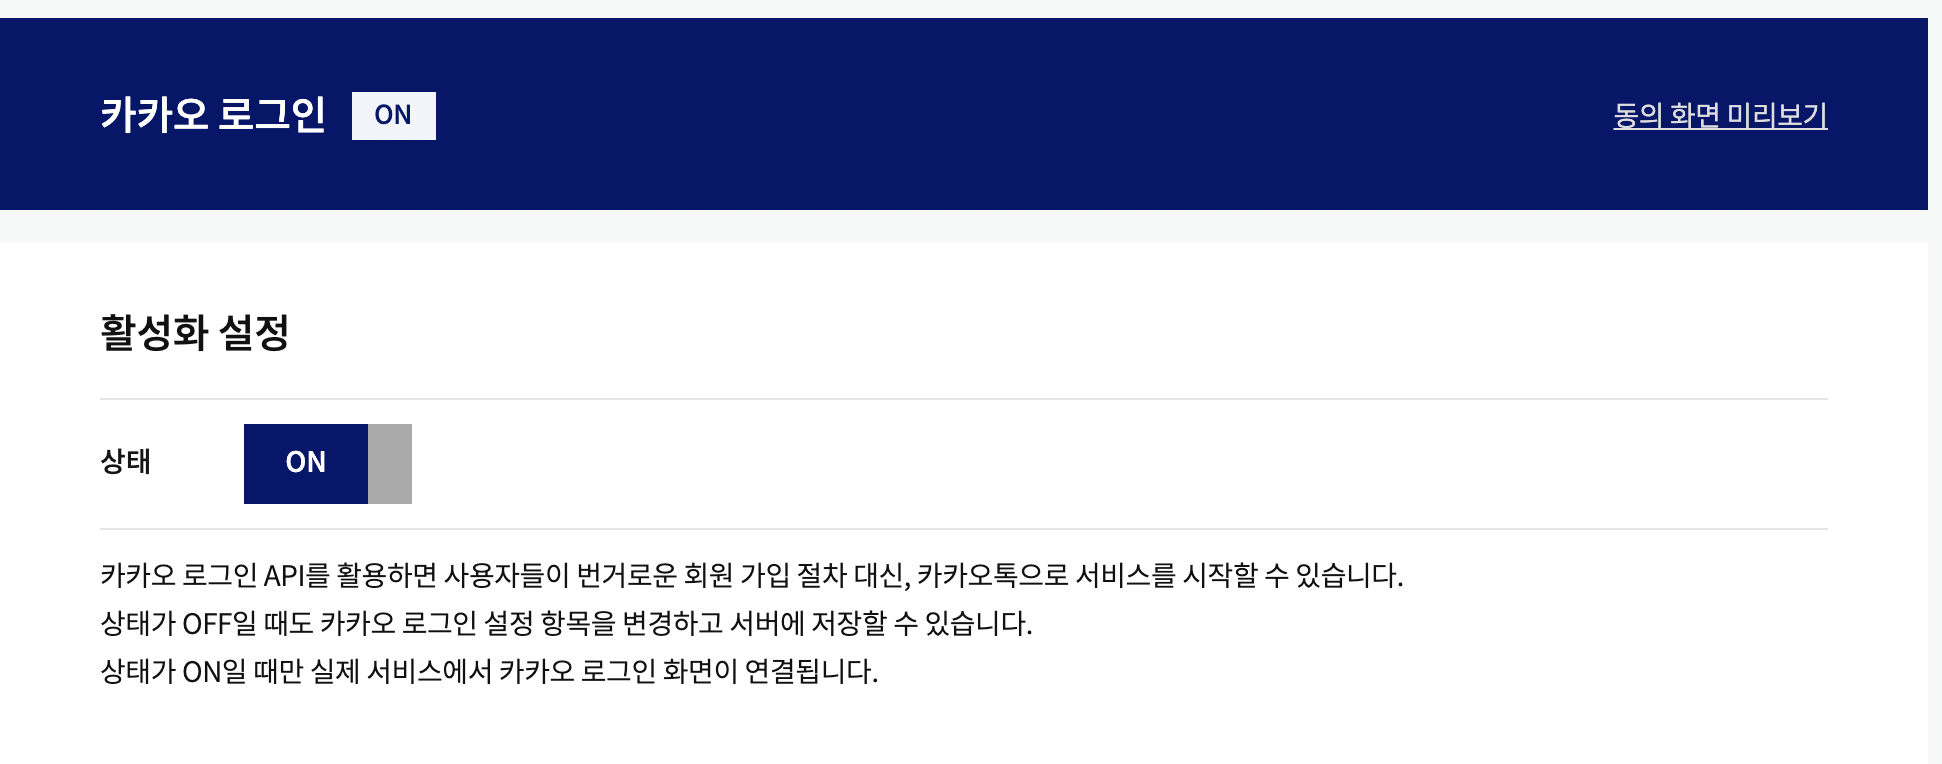 카카오 로그인 ON 동의 화면 미리보기
활성화 설정
상태 ON
카카오 로그인 API를 활용하면 사용자들이 번거로운 회원 가입 절차 대신, 카카오톡으로 서비스를 시작할 수 있습니다.
상태가 OFF일 때도 카카오 로그인 설정 항목을 변경하고 서버에 저장할 수 있습니다.
상태가 ON일 때만 실제 서비스에서 카카오 로그인 화면이 연결됩니다.